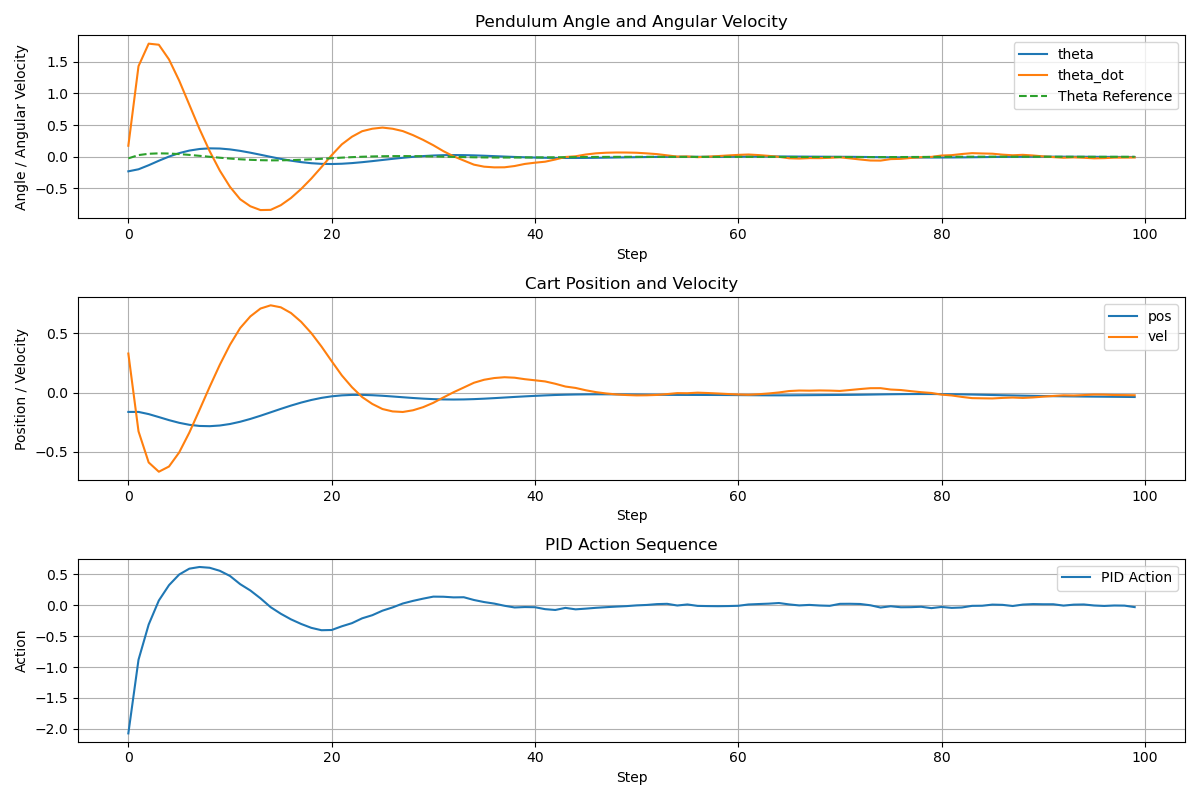 Pendulum Angle and Angular Velocity
Angle / Angular Velocity
1.5
1.0
0.5
0.0
−0.5
theta
theta_dot
Theta Reference
0 20 40 60 80 100
Step
Cart Position and Velocity
Position / Velocity
0.5
0.0
−0.5
pos
vel
0 20 40 60 80 100
Step
PID Action Sequence
Action
0.5
0.0
−0.5
−1.0
−1.5
−2.0
PID Action
0 20 40 60 80 100
Step